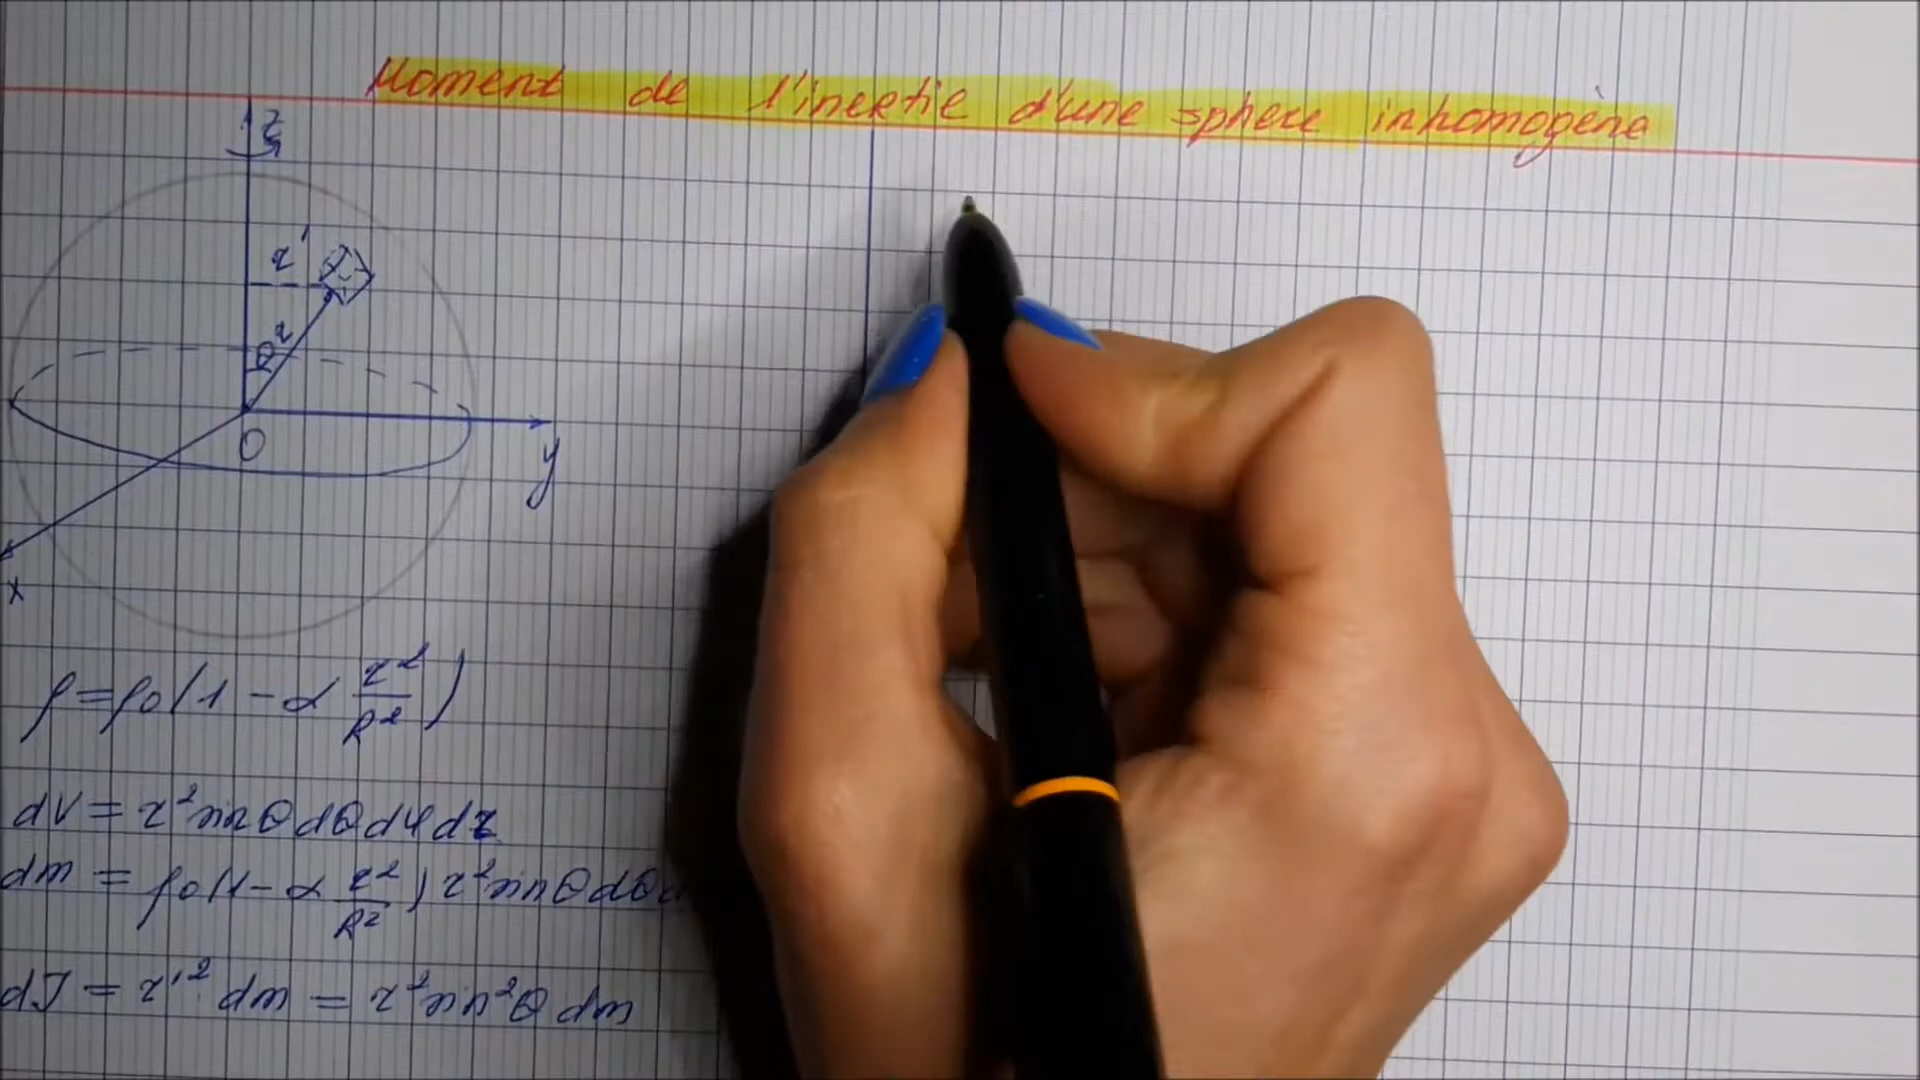 Moment de l'inertie d'une sphere inhomogène
z
r'
r
θ
O
y
x
ρ = ρ0(1 - α r²/R²)
dV = r² sin θ dθ dφ dr
dm = ρ0(1 - α r²/R²) r² sin θ dθ
dJ = r'² dm = r² sin² θ dm